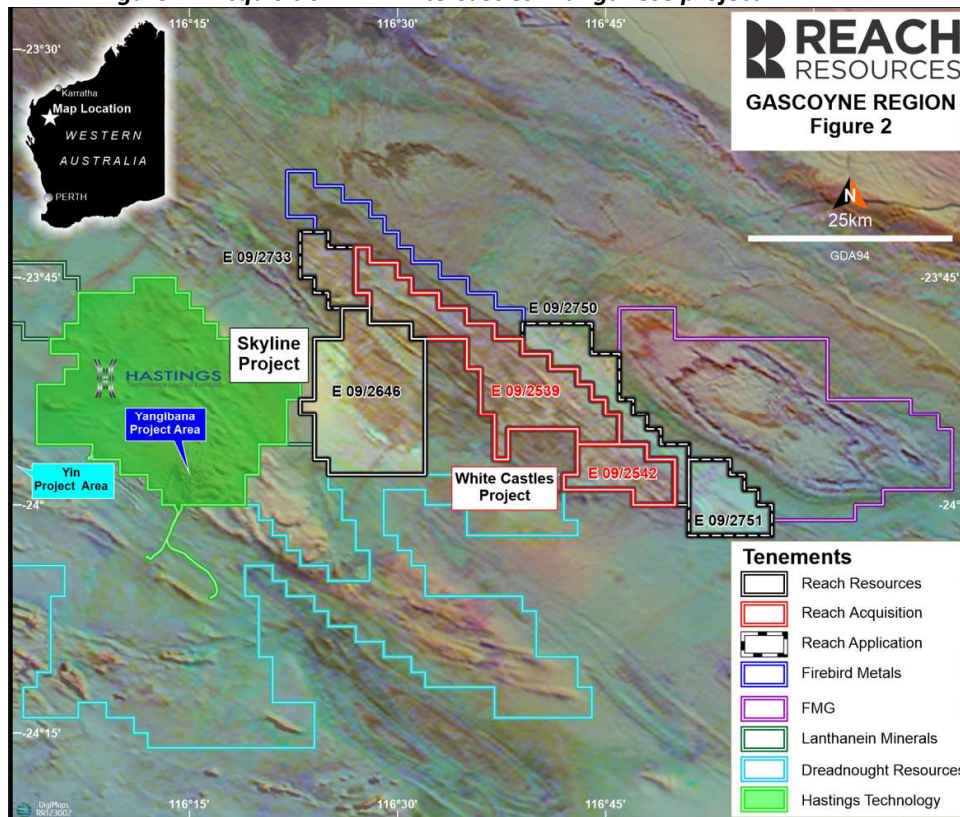 116°15'
116°30'
116°45'
-23°30'
Karratha
Map Location
WESTERN
AUSTRALIA
PERTH
REACH
RESOURCES
GASCOYNE REGION
Figure 2
N
25km
GDA94
E 09/2733
-23°45'
-23°45'
E 09/2750
Skyline
Project
HASTINGS
E 09/2646
E 09/2539
Yangibana
Project Area
Yin
Project Area
White Castles
Project
E 09/2542
E 09/2751
-24°
Tenements
Reach Resources
Reach Acquisition
Reach Application
Firebird Metals
FMG
Lanthanein Minerals
Dreadnought Resources
Hastings Technology
-24°15'
DigiMaps
RR123002
116°15'
116°30'
116°45'